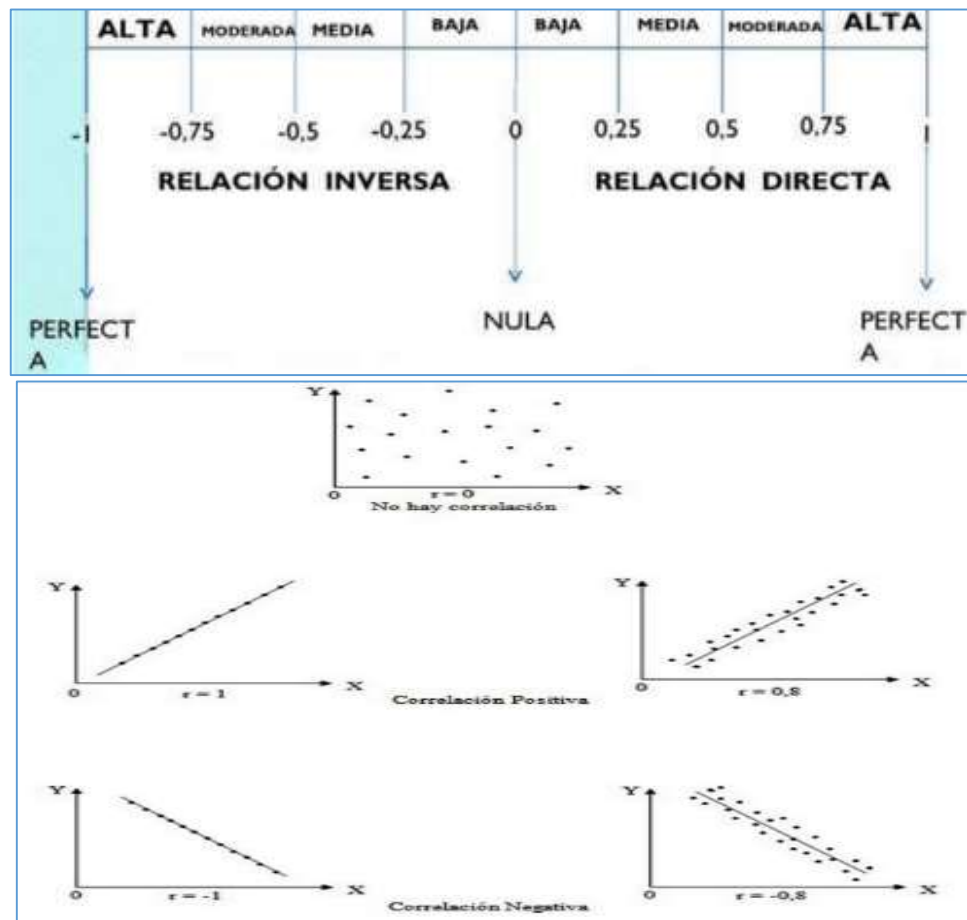 ALTA MODERADA MEDIA BAJA BAJA MEDIA MODERADA ALTA
-1 -0,75 -0,5 -0,25 0 0,25 0,5 0,75 1
RELACIÓN INVERSA RELACIÓN DIRECTA
PERFECT
A
NULA
PERFECT
A
Y
0 r = 0 X
No hay correlación
Y Y
0 r = 1 X 0 r = 0,8 X
Correlación Positiva
Y Y
0 r = -1 X 0 r = -0,8 X
Correlación Negativa